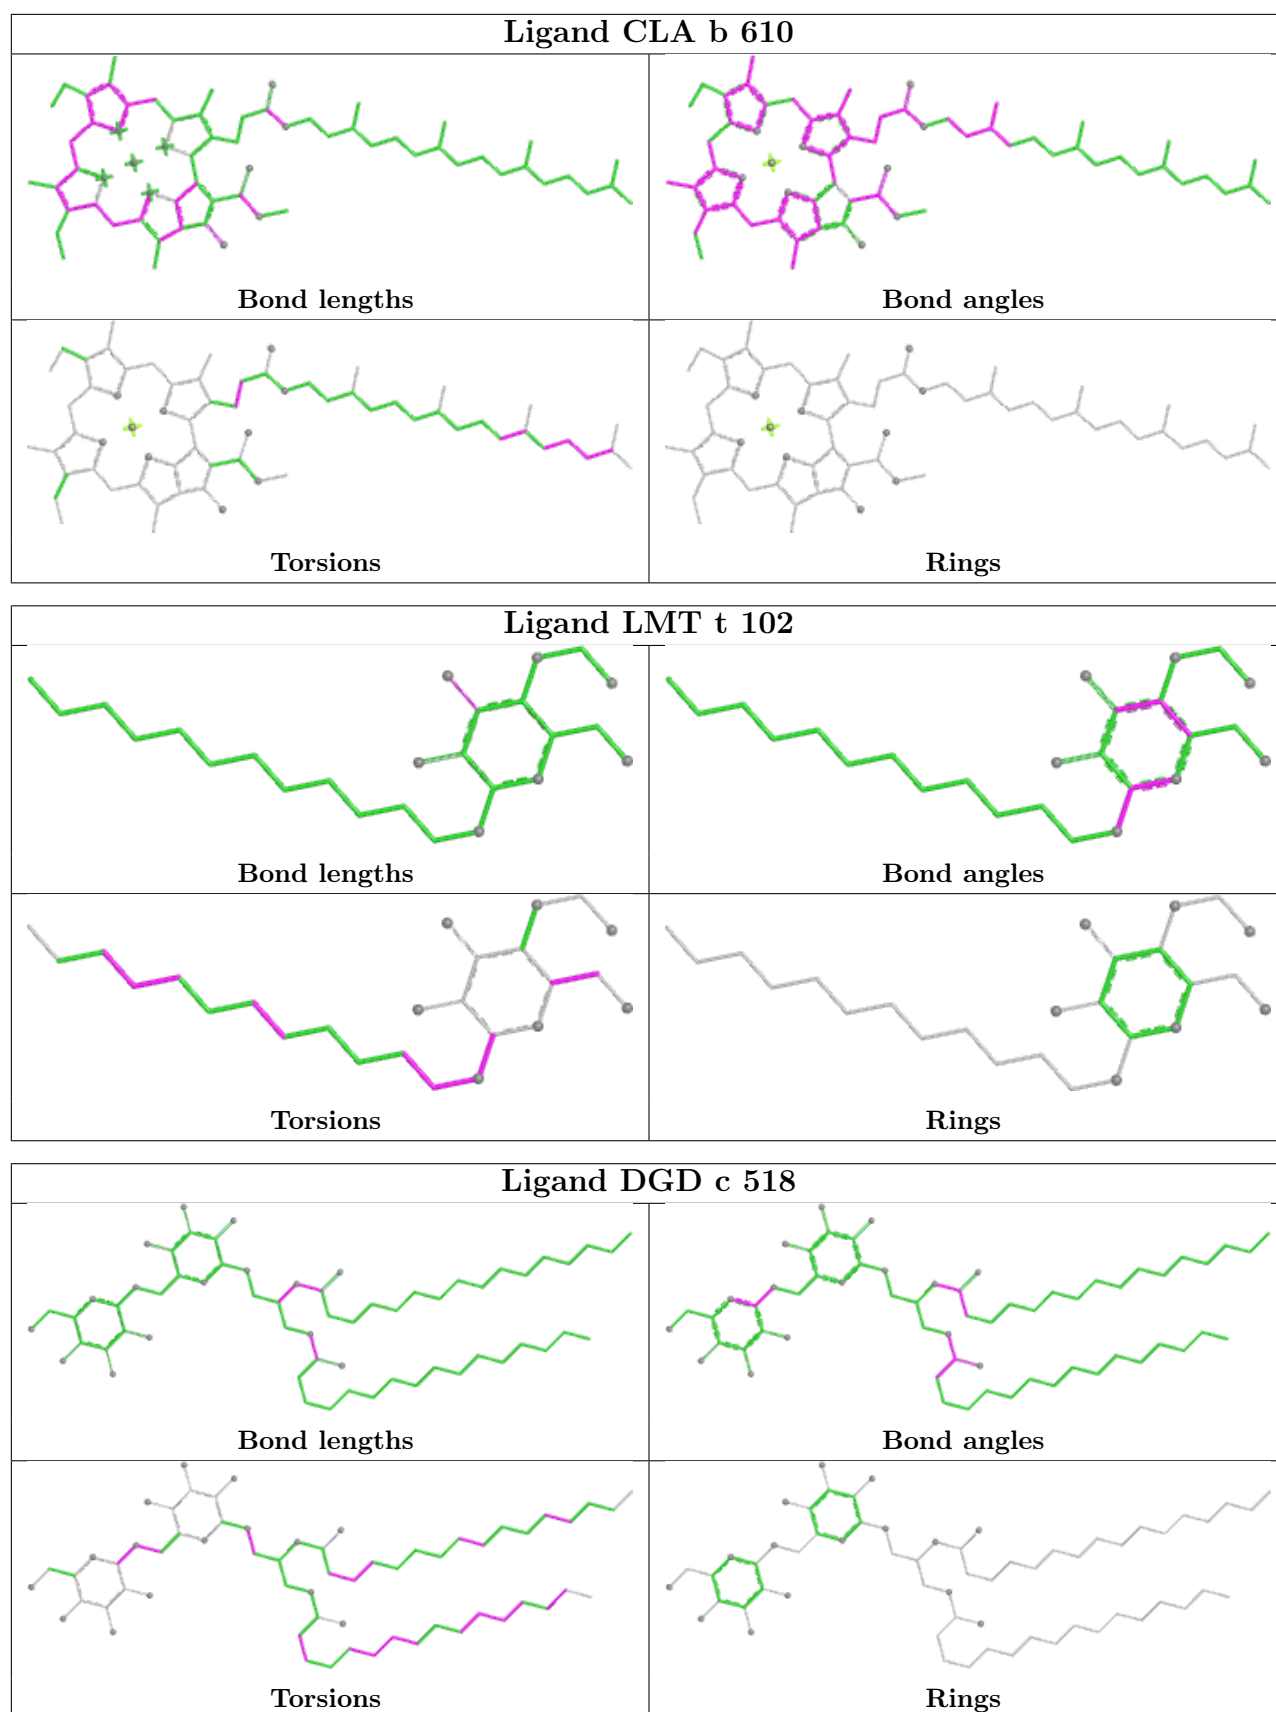 Ligand CLA b 610
Bond lengths
Bond angles
Torsions
Rings
Ligand LMT t 102
Bond lengths
Bond angles
Torsions
Rings
Ligand DGD c 518
Bond lengths
Bond angles
Torsions
Rings